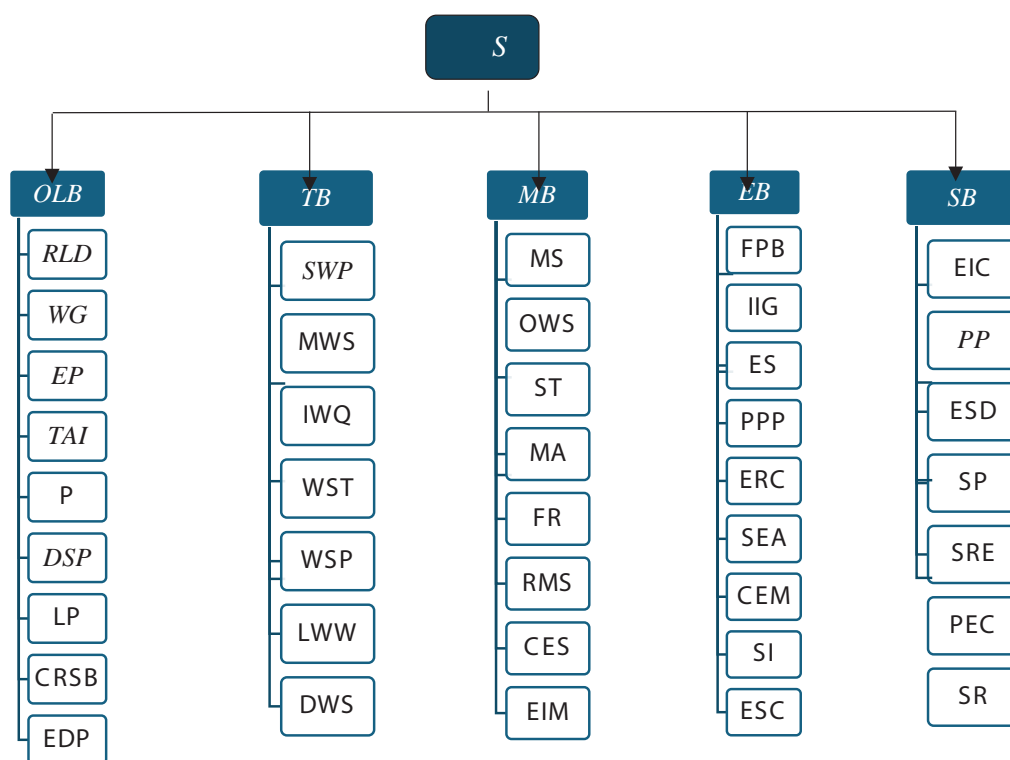 S
OLB
RLD
WG
EP
TAI
P
DSP
LP
CRSB
EDP
TB
SWP
MWS
IWQ
WST
WSP
LWW
DWS
MB
MS
OWS
ST
MA
FR
RMS
CES
EIM
EB
FPB
IIG
ES
PPP
ERC
SEA
CEM
SI
ESC
SB
EIC
PP
ESD
SP
SRE
PEC
SR